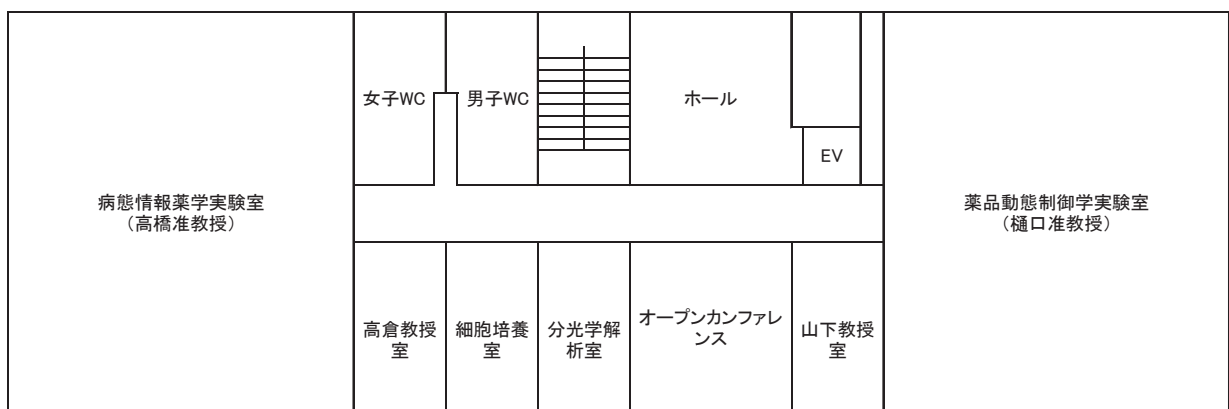 女子WC
男子WC
ホール
EV
病態情報薬学実験室
（高橋准教授）
薬品動態制御学実験室
（樋口准教授）
高倉教授
室
細胞培養
室
分光学解
析室
オープンカンファレ
ンス
山下教授
室